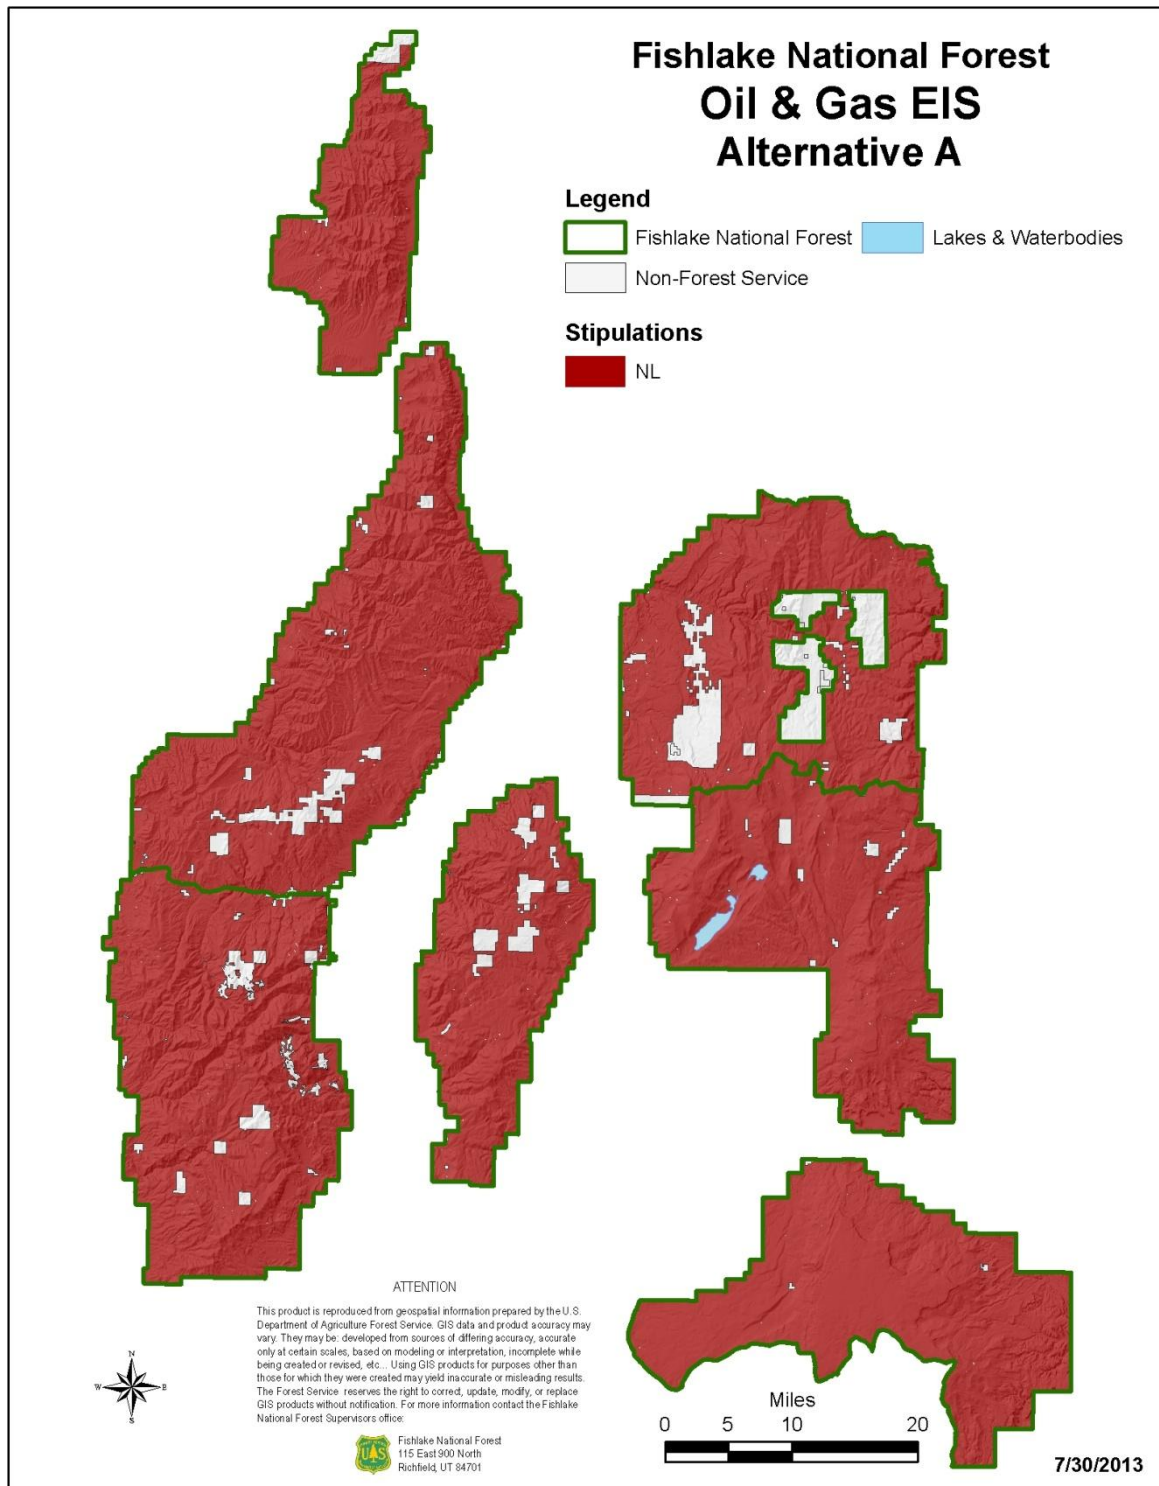 Fishlake National Forest
Oil & Gas EIS
Alternative A
Legend
Fishlake National Forest
Lakes & Waterbodies
Non-Forest Service
Stipulations
NL
ATTENTION
This product is reproduced from geospatial information prepared by the U.S.
Department of Agriculture Forest Service. GIS data and product accuracy may
vary. They may be: developed from sources of differing accuracy, accurate
only at certain scales, based on modeling or interpretation, incomplete while
being created or revised, etc... Using GIS products for purposes other than
those for which they were created may yield inaccurate or misleading results.
The Forest Service reserves the right to correct, update, modify, or replace
GIS products without notification. For more information contact the Fishlake
National Forest Supervisors office:
N
W E
S
Fishlake National Forest
115 East 900 North
Richfield, UT 84701
UAS
Miles
0 5 10 20
7/30/2013